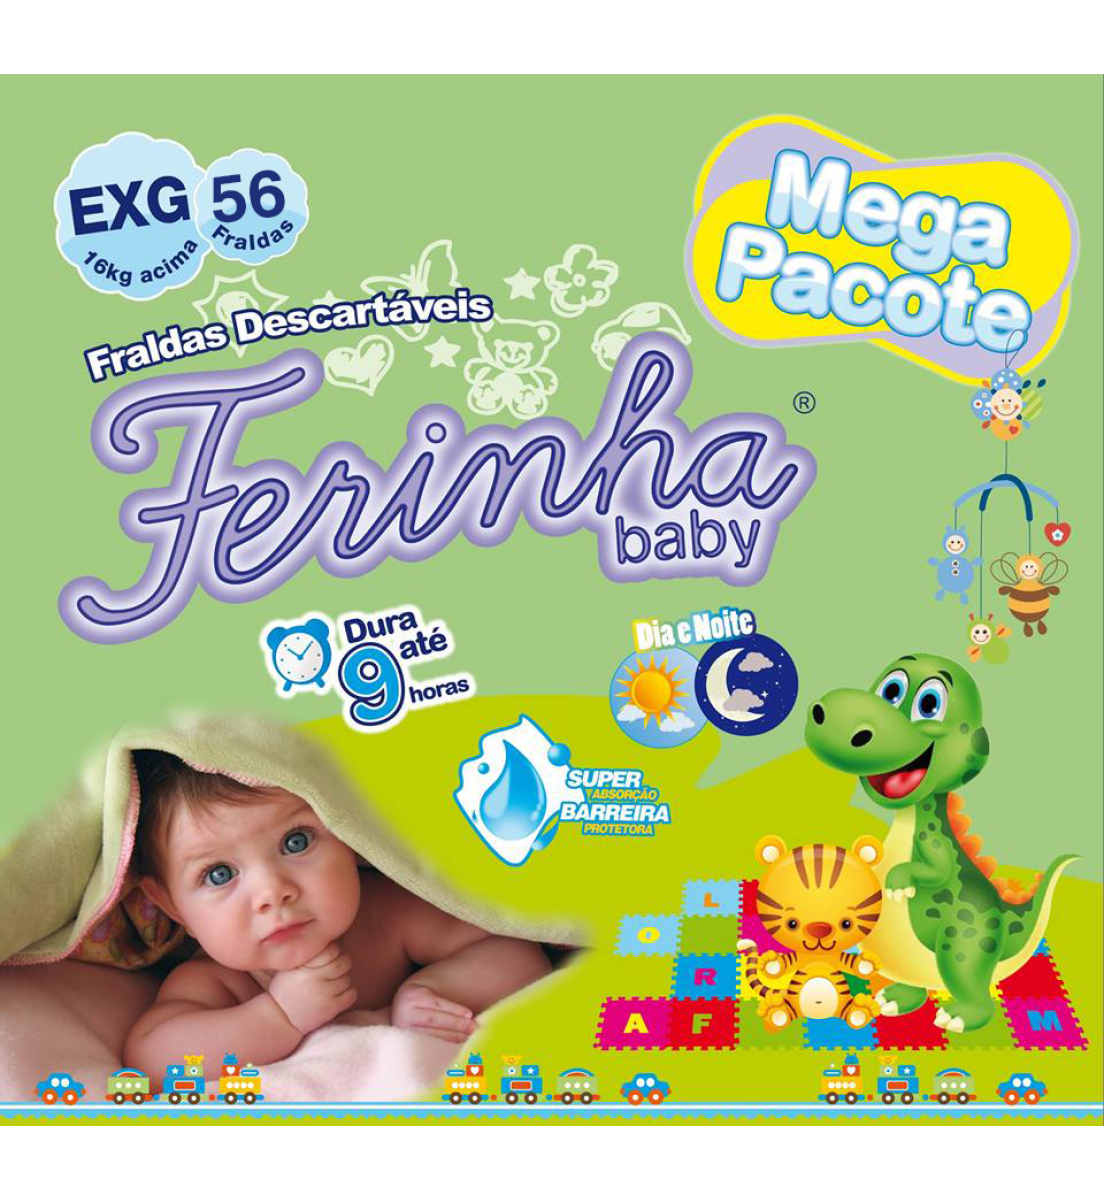 EXG
16kg acima
56
Fraldas
Mega
Pacote
Fraldas Descartáveis
Ferinha
baby
®
Dura
até
9
horas
Dia e Noite
SUPER
ABSORÇÃO
BARREIRA
PROTETORA
L
O
R
A F M